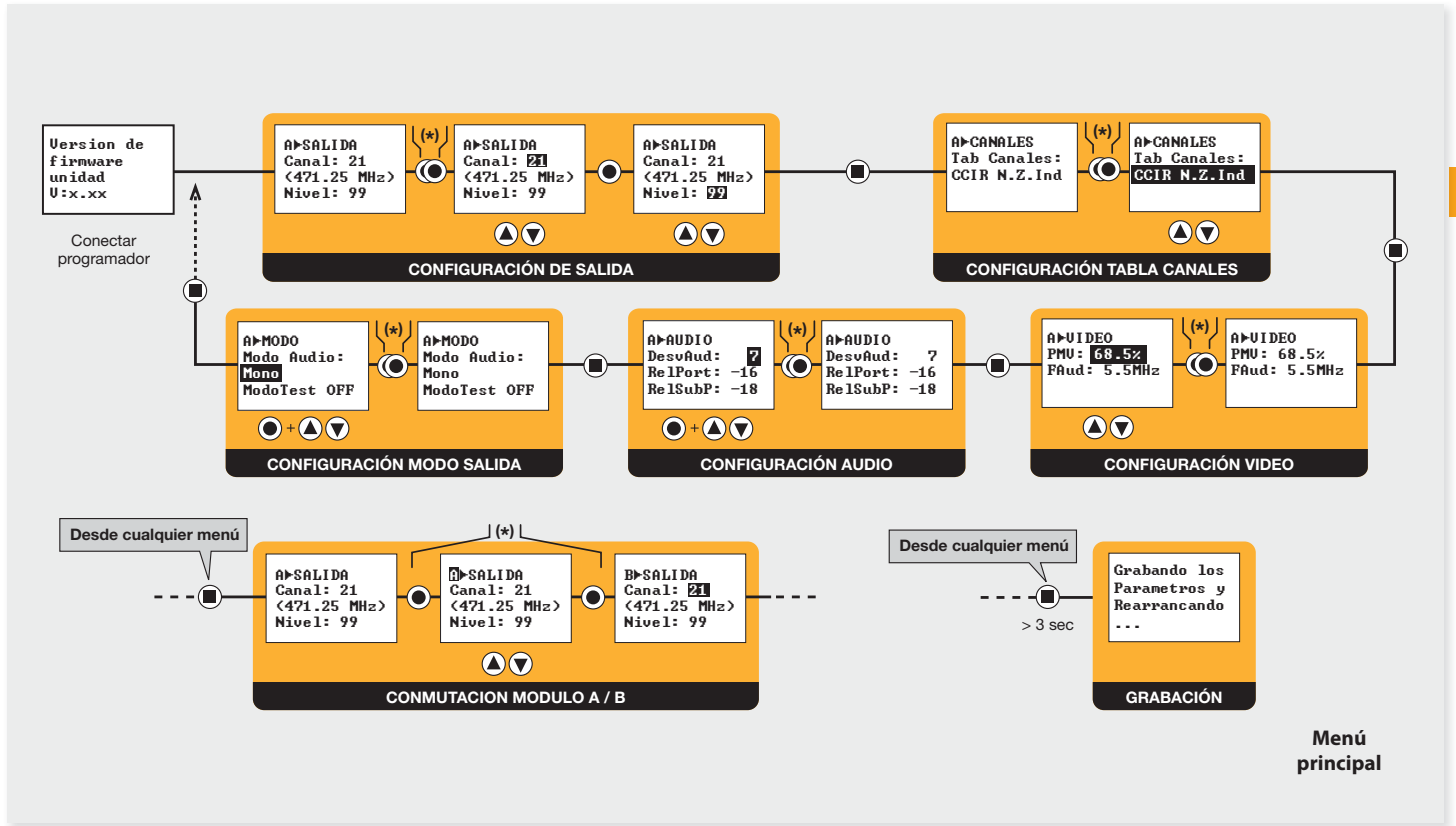 Version de
firmware
unidad
V:x.xx
Conectar
programador
A▶SALIDA
Canal: 21
(471.25 MHz)
Nivel: 99
(*)
A▶SALIDA
Canal: 21
(471.25 MHz)
Nivel: 99
A▶SALIDA
Canal: 21
(471.25 MHz)
Nivel: 99
CONFIGURACIÓN DE SALIDA
A▶CANALES
Tab Canales:
CCIR N.Z.Ind
(*)
A▶CANALES
Tab Canales:
CCIR N.Z.Ind
CONFIGURACIÓN TABLA CANALES
A▶MODO
Modo Audio:
Mono
ModoTest OFF
(*)
A▶MODO
Modo Audio:
Mono
ModoTest OFF
+
CONFIGURACIÓN MODO SALIDA
A▶AUDIO
DesvAud: 7
RelPort: -16
RelSubP: -18
(*)
A▶AUDIO
DesvAud: 7
RelPort: -16
RelSubP: -18
+
CONFIGURACIÓN AUDIO
A▶VIDEO
PMV: 68.5%
FAud: 5.5MHz
(*)
A▶VIDEO
PMV: 68.5%
FAud: 5.5MHz
CONFIGURACIÓN VIDEO
Desde cualquier menú
(*)
A▶SALIDA
Canal: 21
(471.25 MHz)
Nivel: 99
A▶SALIDA
Canal: 21
(471.25 MHz)
Nivel: 99
B▶SALIDA
Canal: 21
(471.25 MHz)
Nivel: 99
CONMUTACION MODULO A / B
Desde cualquier menú
> 3 sec
Grabando los
Parametros y
Rearrancando
...
GRABACIÓN
Menú
principal